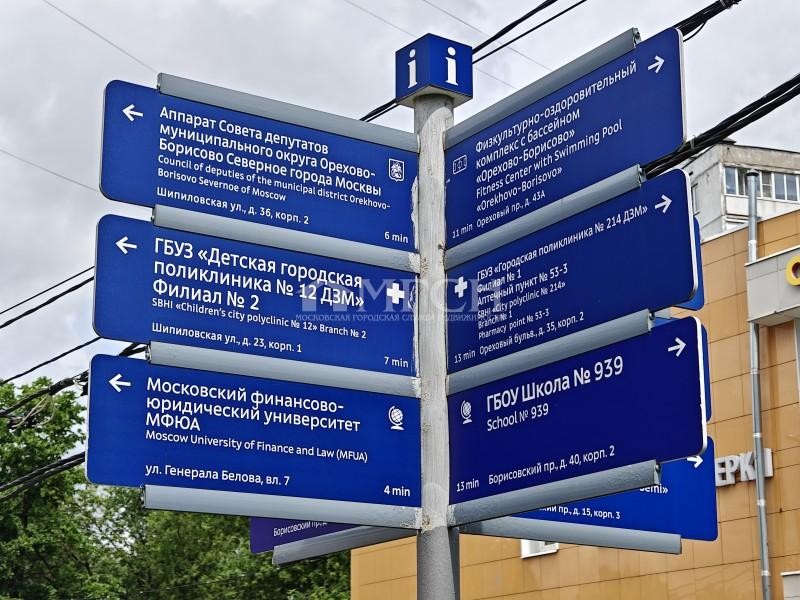 i i
Аппарат Совета депутатов
муниципального округа Орехово-
Борисово Северное города Москвы
Council of deputies of the municipal district Orekhovo-
Borisovo Severnoe of Moscow
Шипиловская ул., д. 36, корп. 2
6 min
ГБУЗ «Детская городская
поликлиника № 12 ДЗМ»
Филиал № 2
SBHI «Children's city polyclinic № 12» Branch № 2
Шипиловская ул., д. 23, корп. 1
7 min
Московский финансово-
юридический университет
МФЮА
Moscow University of Finance and Law (MFUA)
ул. Генерала Белова, вл. 7
4 min
Физкультурно-оздоровительный
комплекс с бассейном
«Орехово-Борисово»
Fitness Center with Swimming Pool
«Orekhovo-Borisovo»
Ореховый пр., д. 43А
11 min
ГБУЗ «Городская поликлиника № 214 ДЗМ»
Филиал № 1
Аптечный пункт № 53-3
SBHI «City polyclinic № 214»
Branch № 1
Pharmacy point № 53-3
Ореховый бульв., д. 35, корп. 2
13 min
ГБОУ Школа № 939
School № 939
Борисовский пр., д. 40, корп. 2
13 min
Борисовский
пр., д. 15, корп. 3
МОСКОВСКАЯ ГОРОДСКАЯ СЛУЖБА НЕДВИЖИМОСТИ